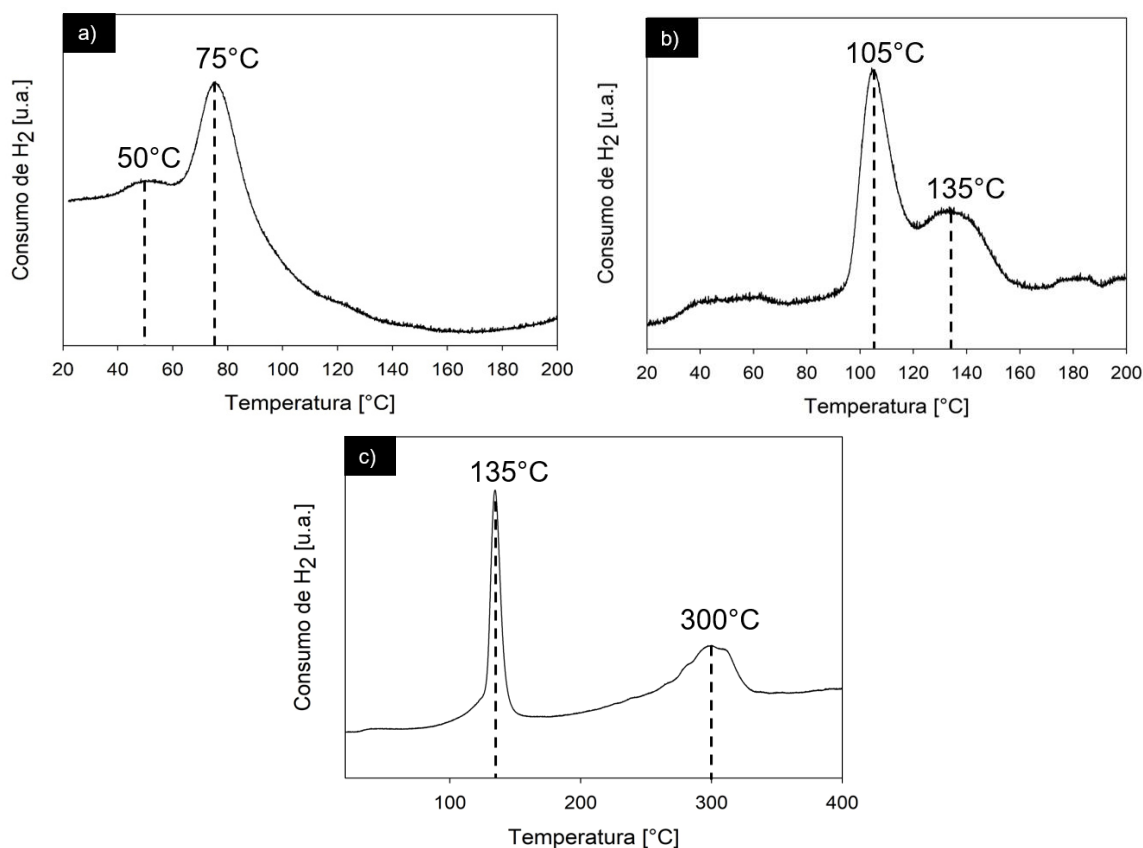 a)
75°C
50°C
Consumo de H2 [u.a.]
20 40 60 80 100 120 140 160 180 200
Temperatura [°C]
b)
105°C
135°C
Consumo de H2 [u.a.]
20 40 60 80 100 120 140 160 180 200
Temperatura [°C]
c)
135°C
300°C
Consumo de H2 [u.a.]
100 200 300 400
Temperatura [°C]